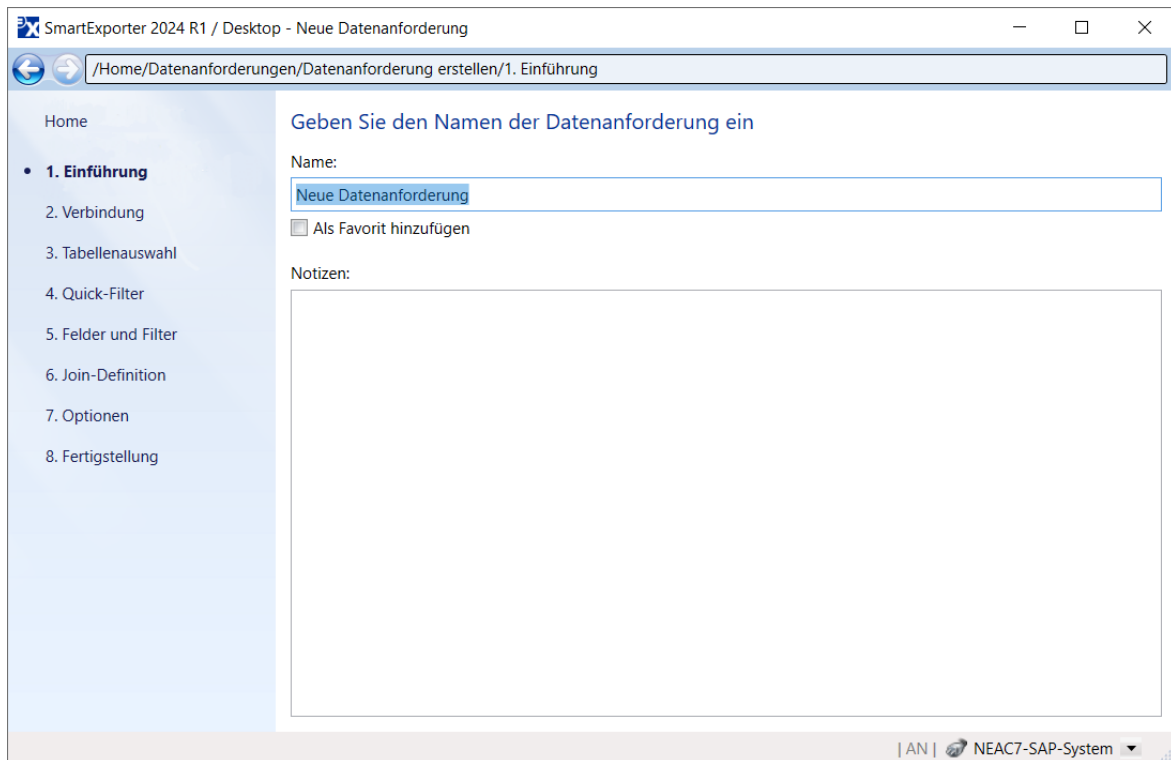 SmartExporter 2024 R1 / Desktop - Neue Datenanforderung
/Home/Datenanforderungen/Datenanforderung erstellen/1. Einführung
Home
1. Einführung
2. Verbindung
3. Tabellenauswahl
4. Quick-Filter
5. Felder und Filter
6. Join-Definition
7. Optionen
8. Fertigstellung
Geben Sie den Namen der Datenanforderung ein
Name:
Neue Datenanforderung
Als Favorit hinzufügen
Notizen:
| AN | NEAC7-SAP-System